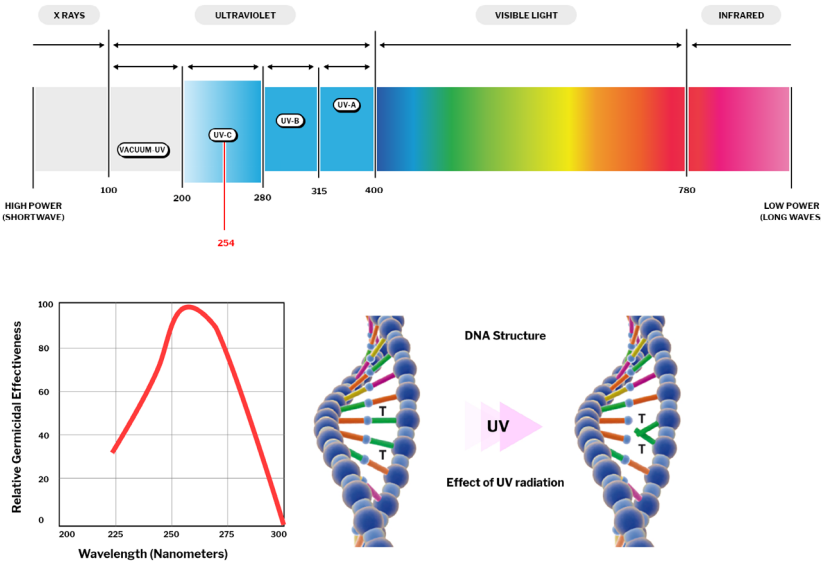 X RAYS
ULTRAVIOLET
VISIBLE LIGHT
INFRARED
VACUUM UV
UV-C
UV-B
UV-A
100
200
280
315
400
780
254
HIGH POWER
(SHORTWAVE)
LOW POWER
(LONG WAVES
Relative Germicidal Effectiveness
100
80
60
40
20
0
200
225
250
275
300
Wavelength (Nanometers)
T
T
DNA Structure
UV
Effect of UV radiation
T
T